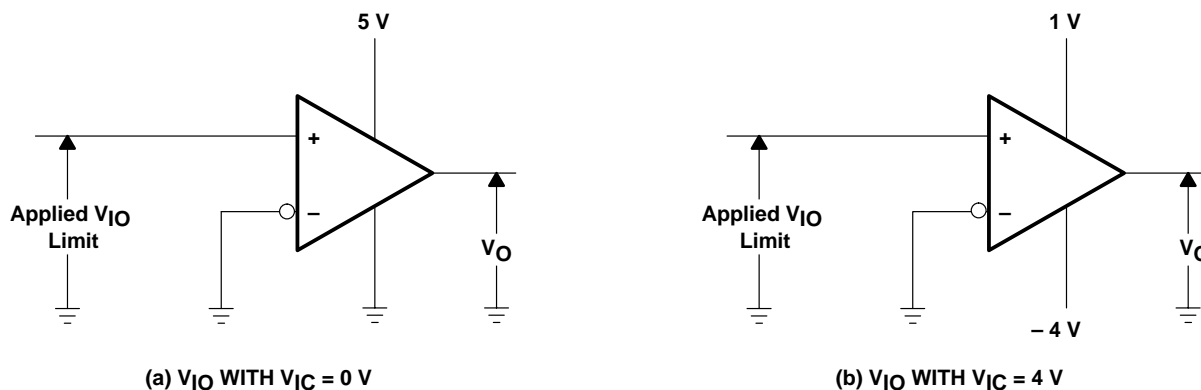 5 V
+
–
Applied VIO
Limit
VO
(a) VIO WITH VIC = 0 V
1 V
+
–
Applied VIO
Limit
VO
– 4 V
(b) VIO WITH VIC = 4 V